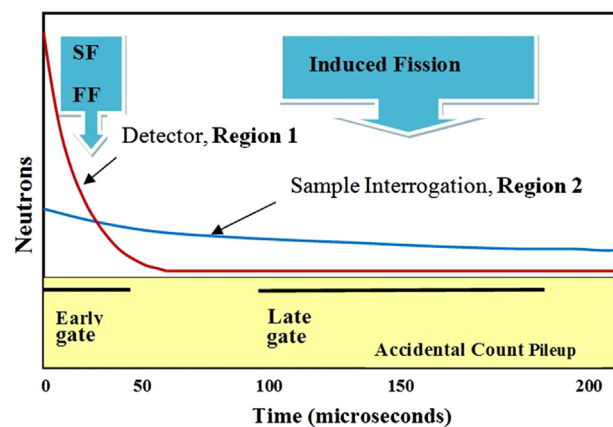 SF
FF
Induced Fission
Detector, Region 1
Sample Interrogation, Region 2
Neutrons
Early
gate
Late
gate
Accidental Count Pileup
0
50
100
150
200
Time (microseconds)